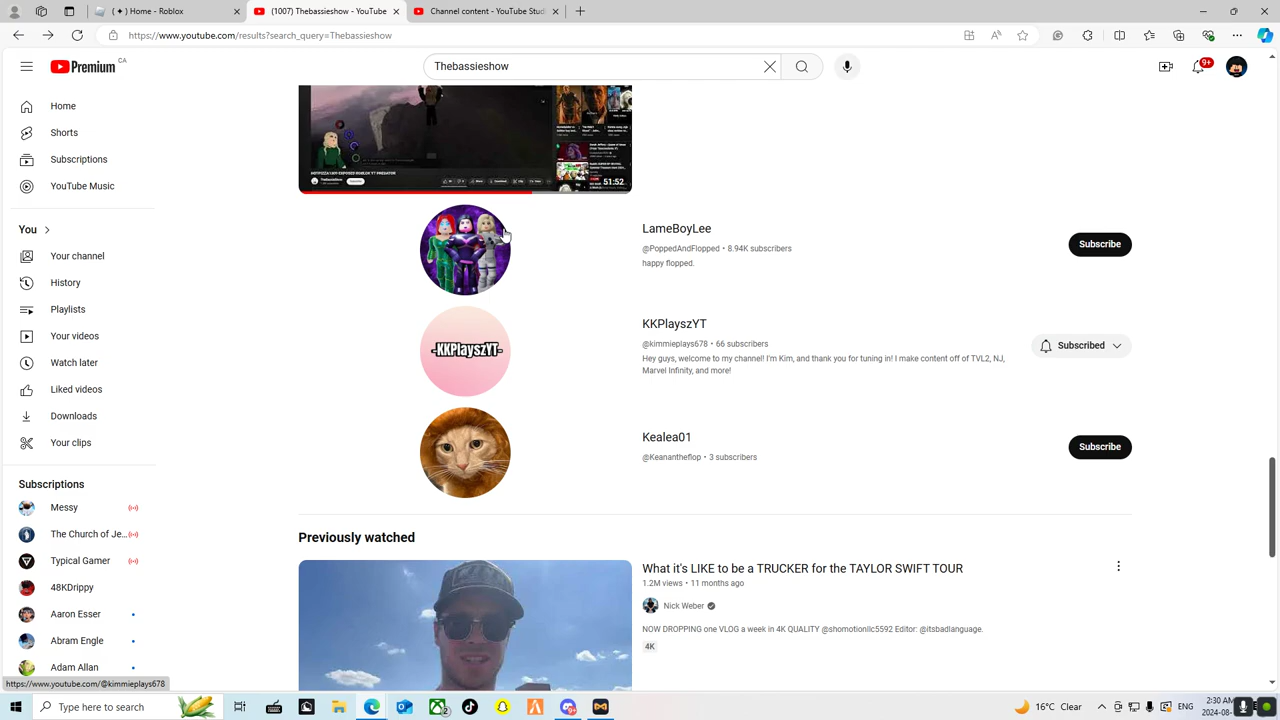 ( ✦ ) Home - Roblox
(1007) Thebassieshow - YouTube
Channel content - YouTube Stud
https://www.youtube.com/results?search_query=Thebassieshow
Premium CA
Thebassieshow
9+
Home
Shorts
Subscriptions
YouTube Music
You
Your channel
History
Playlists
Your videos
Watch later
Liked videos
Downloads
Your clips
Subscriptions
Messy
The Church of Je...
Typical Gamer
48KDrippy
Aaron Esser
Abram Engle
Adam Allan
51:52
LameBoyLee
@PoppedAndFlopped • 8.94K subscribers
happy flopped.
Subscribe
-KKPlayszYT-
KKPlayszYT
@kimmieplays678 • 66 subscribers
Hey guys, welcome to my channel! I'm Kim, and thank you for tuning in! I make content off of TVL2, NJ,
Marvel Infinity, and more!
Subscribed
Kealea01
@Keanantheflop • 3 subscribers
Subscribe
Previously watched
What it's LIKE to be a TRUCKER for the TAYLOR SWIFT TOUR
1.2M views • 11 months ago
Nick Weber
NOW DROPPING one VLOG a week in 4K QUALITY @shomotionllc5592 Editor: @itsbadlanguage.
4K
https://www.youtube.com/@kimmieplays678
Type here to search
16°C Clear
ENG
2:30 AM
2024-08-